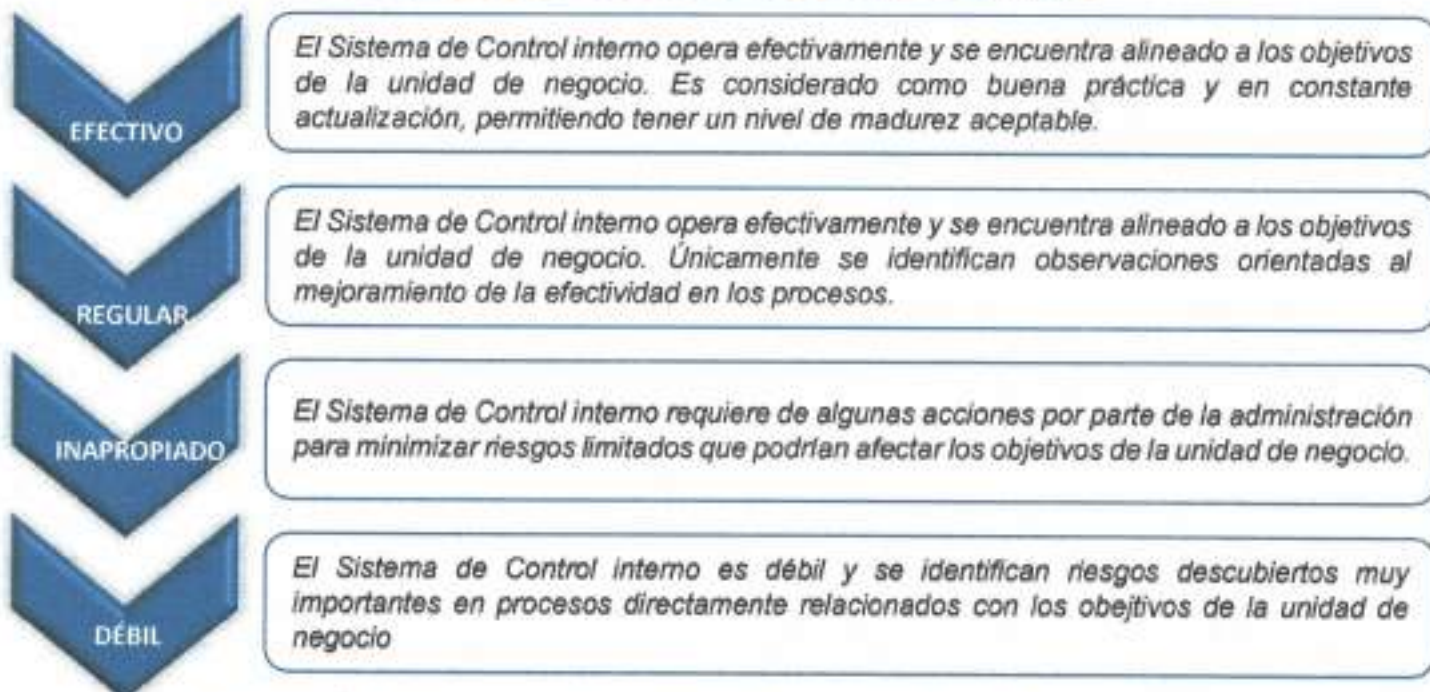 El Sistema de Control interno opera efectivamente y se encuentra alineado a los objetivos
de la unidad de negocio. Es considerado como buena práctica y en constante
actualización, permitiendo tener un nivel de madurez aceptable.
EFECTIVO
El Sistema de Control interno opera efectivamente y se encuentra alineado a los objetivos
de la unidad de negocio. Únicamente se identifican observaciones orientadas al
mejoramiento de la efectividad en los procesos.
REGULAR
El Sistema de Control interno requiere de algunas acciones por parte de la administración
para minimizar riesgos limitados que podrían afectar los objetivos de la unidad de negocio.
INAPROPIADO
El Sistema de Control interno es débil y se identifican riesgos descubiertos muy
importantes en procesos directamente relacionados con los obejtivos de la unidad de
negocio
DÉBIL